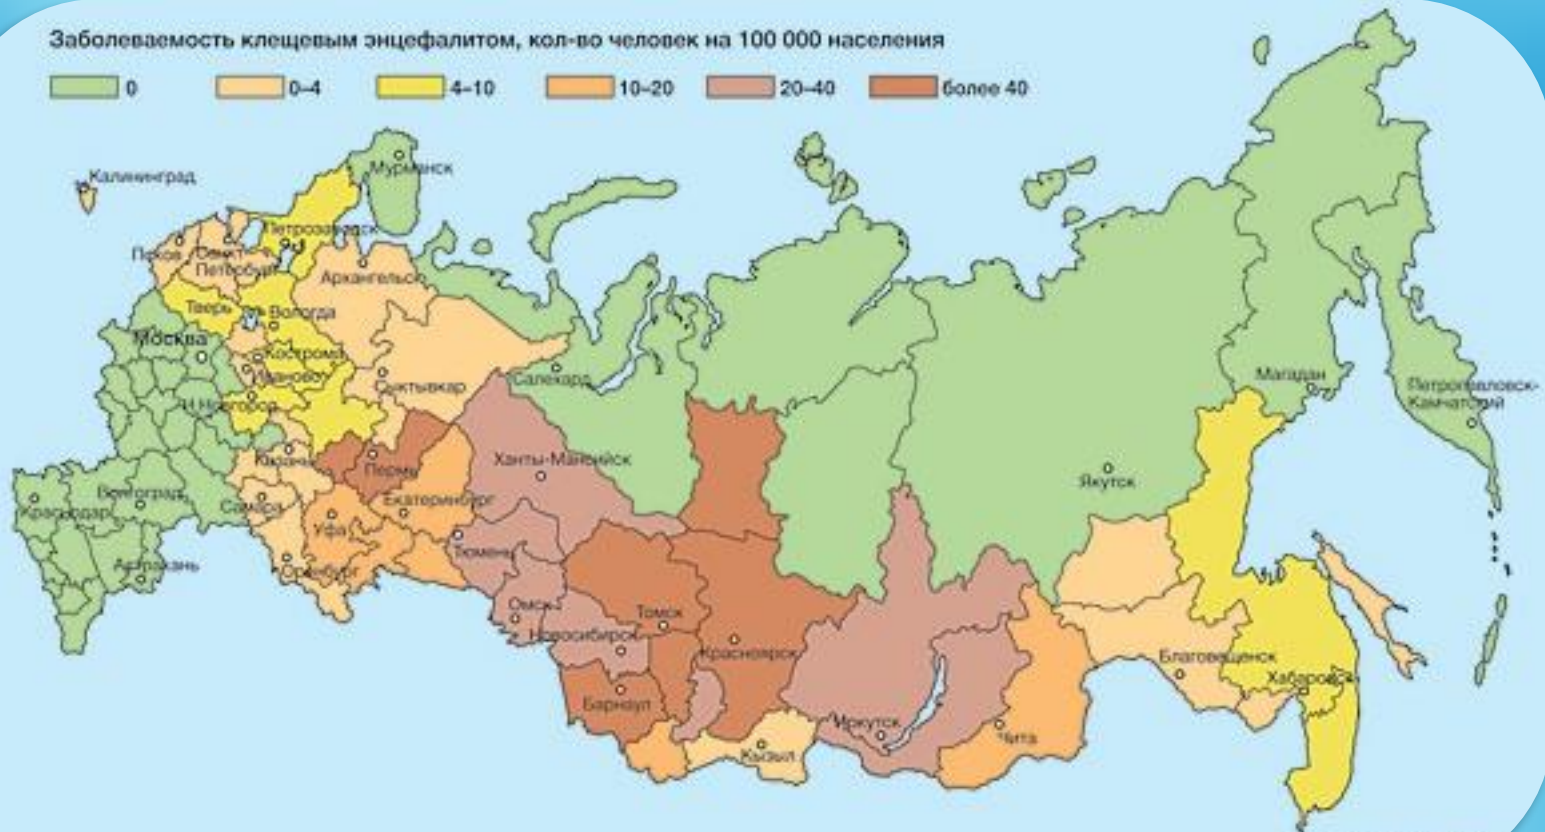 Заболеваемость клещевым энцефалитом, кол-во человек на 100 000 населения
0
0–4
4–10
10–20
20–40
более 40
Мурманск
Калининград
Петрозаводск
Псков
Санкт-
Петербург
Архангельск
Тверь
Вологда
Москва
Кострома
Иваново
Сыктывкар
Салехард
Магадан
Петропавловск-
Камчатский
Н.Новгород
Казань
Пермь
Ханты-Мансийск
Якутск
Волгоград
Екатеринбург
Краснодар
Самара
Уфа
Тюмень
Астрахань
Оренбург
Омск
Томск
Новосибирск
Красноярск
Благовещенск
Хабаровск
Барнаул
Иркутск
Чита
Кызыл